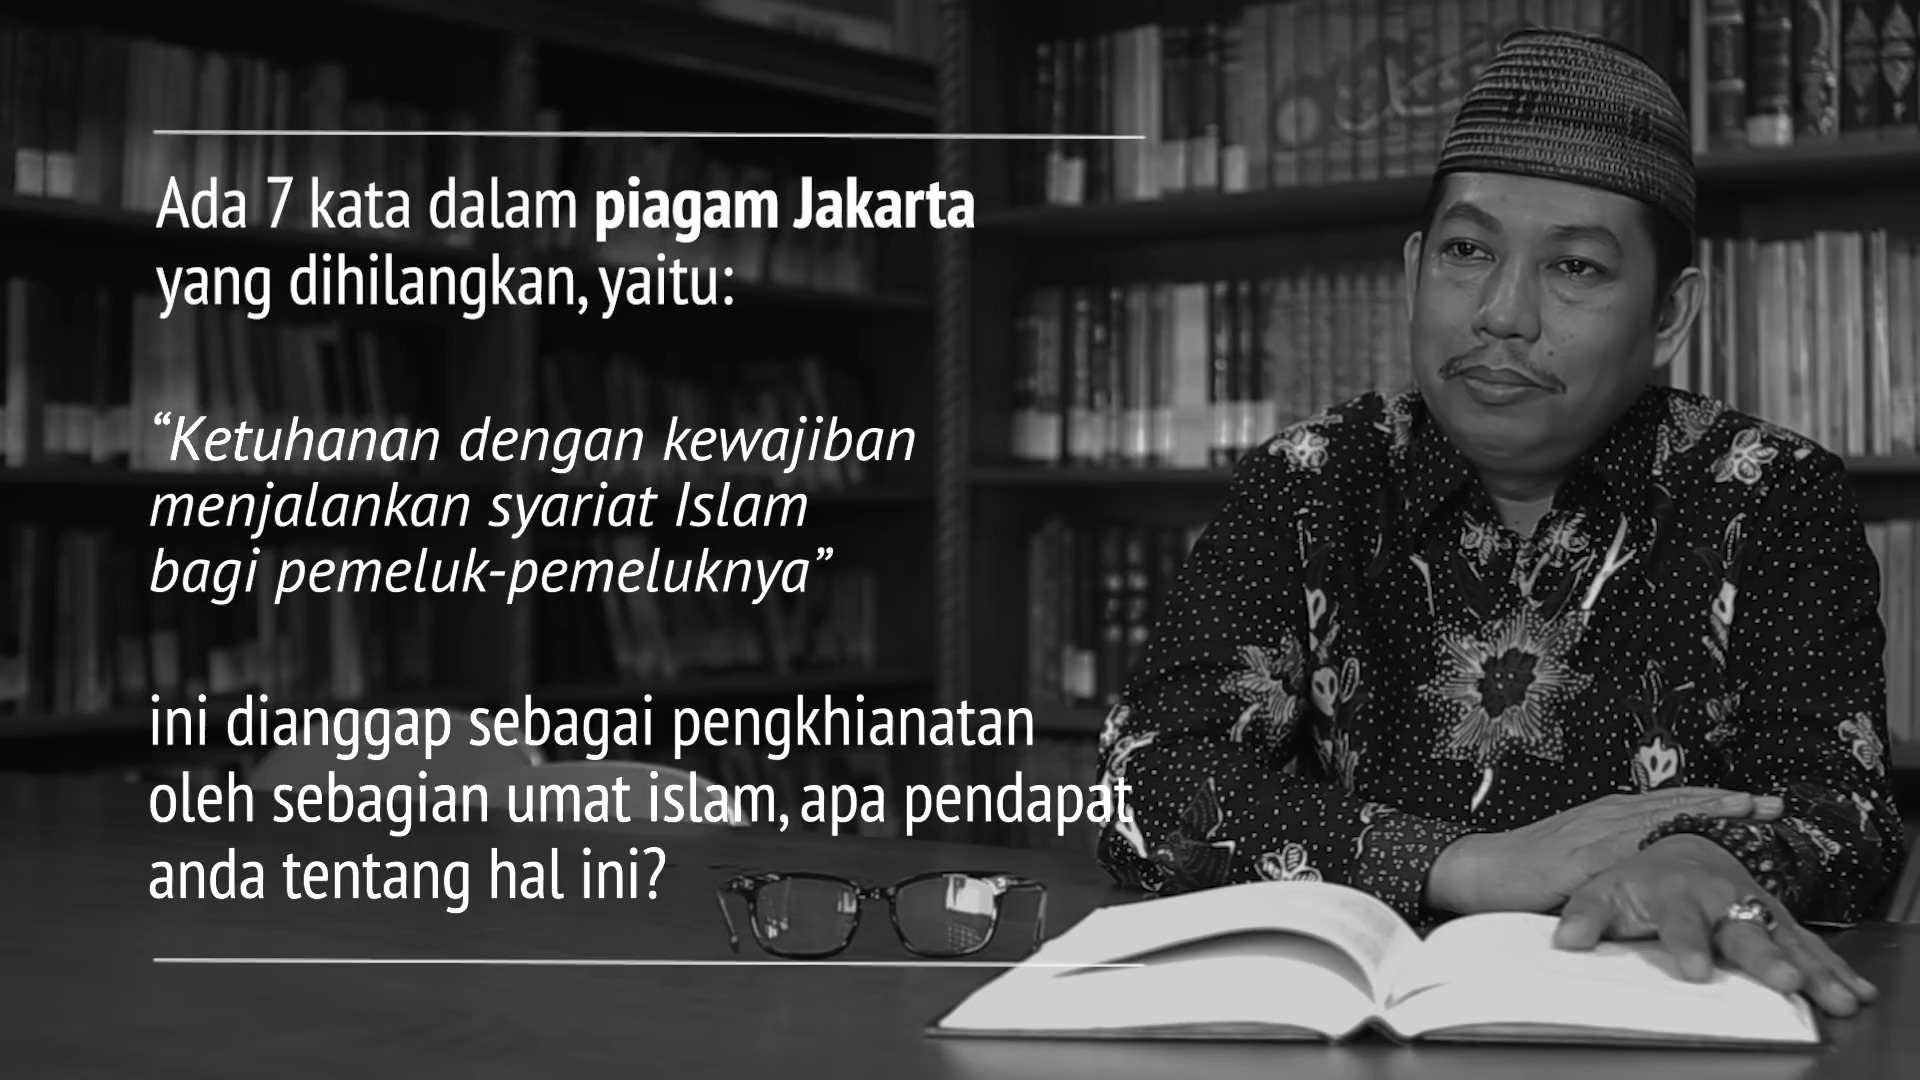 Ada 7 kata dalam piagam Jakarta
yang dihilangkan, yaitu:
“Ketuhanan dengan kewajiban
menjalankan syariat Islam
bagi pemeluk-pemeluknya”
ini dianggap sebagai pengkhianatan
oleh sebagian umat islam, apa pendapat
anda tentang hal ini?